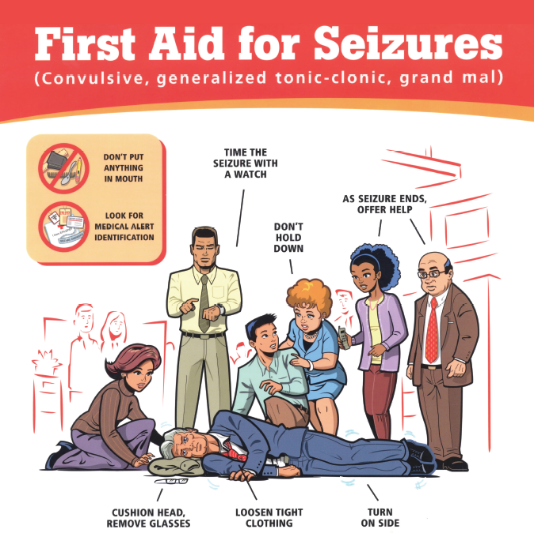 First Aid for Seizures
(Convulsive, generalized tonic-clonic, grand mal)
DON'T PUT
ANYTHING
IN MOUTH
LOOK FOR
MEDICAL ALERT
IDENTIFICATION
TIME THE
SEIZURE WITH
A WATCH
DON'T
HOLD
DOWN
AS SEIZURE ENDS,
OFFER HELP
CUSHION HEAD,
REMOVE GLASSES
LOOSEN TIGHT
CLOTHING
TURN
ON SIDE